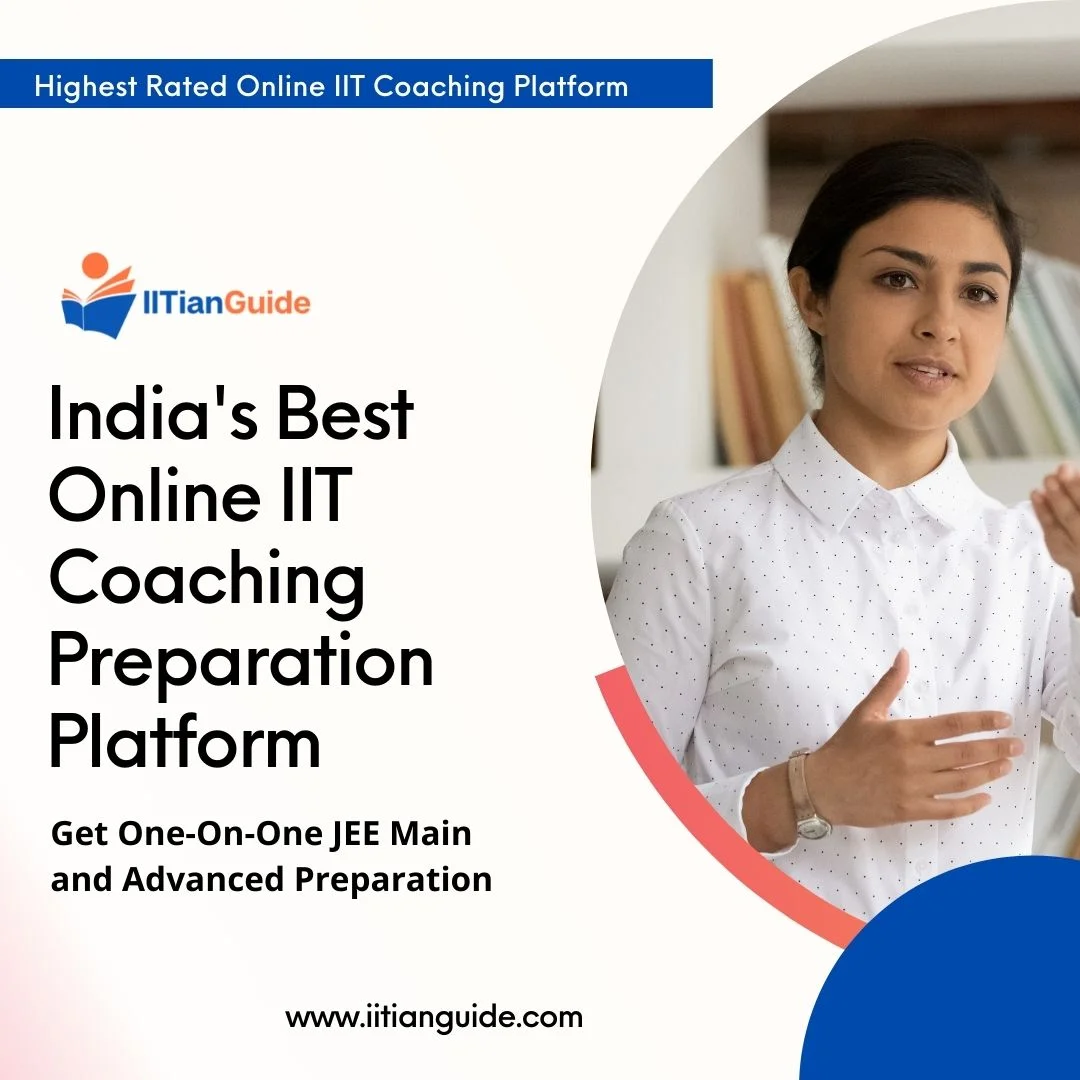 Highest Rated Online IIT Coaching Platform
IITianGuide
India's Best
Online IIT
Coaching
Preparation
Platform
Get One-On-One JEE Main
and Advanced Preparation
www.iitianguide.com